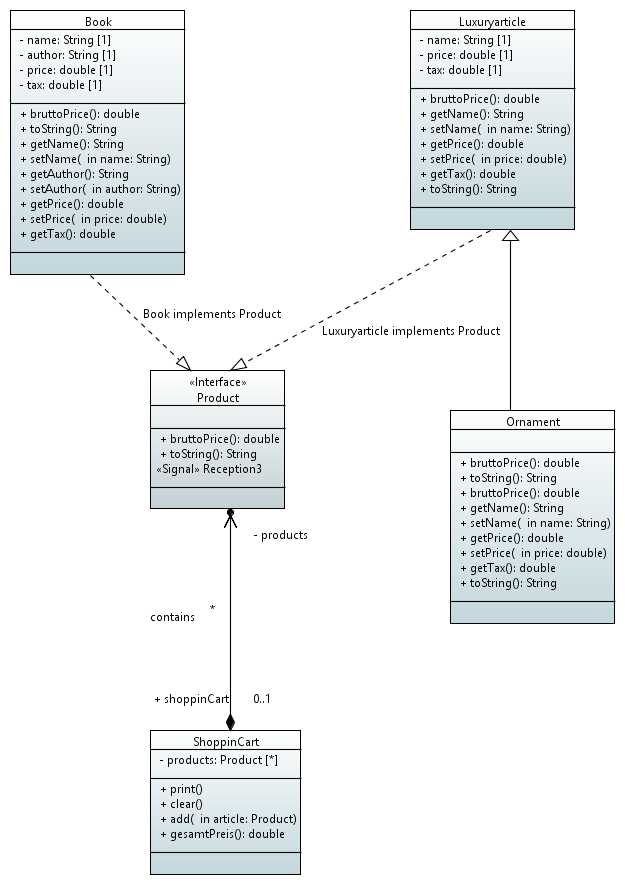 Book
- name: String [1]
- author: String [1]
- price: double [1]
- tax: double [1]
+ bruttoPrice(): double
+ toString(): String
+ getName(): String
+ setName(  in name: String)
+ getAuthor(): String
+ setAuthor(  in author: String)
+ getPrice(): double
+ setPrice(  in price: double)
+ getTax(): double
Luxuryarticle
- name: String [1]
- price: double [1]
- tax: double [1]
+ bruttoPrice(): double
+ getName(): String
+ setName(  in name: String)
+ getPrice(): double
+ setPrice(  in price: double)
+ getTax(): double
+ toString(): String
Book implements Product
Luxuryarticle implements Product
«Interface»
Product
+ bruttoPrice(): double
+ toString(): String
«Signal» Reception3
Ornament
+ bruttoPrice(): double
+ toString(): String
+ bruttoPrice(): double
+ getName(): String
+ setName(  in name: String)
+ getPrice(): double
+ setPrice(  in price: double)
+ getTax(): double
+ toString(): String
- products
contains
*
+ shoppinCart
0..1
ShoppinCart
- products: Product [*]
+ print()
+ clear()
+ add(  in article: Product)
+ gesamtPreis(): double